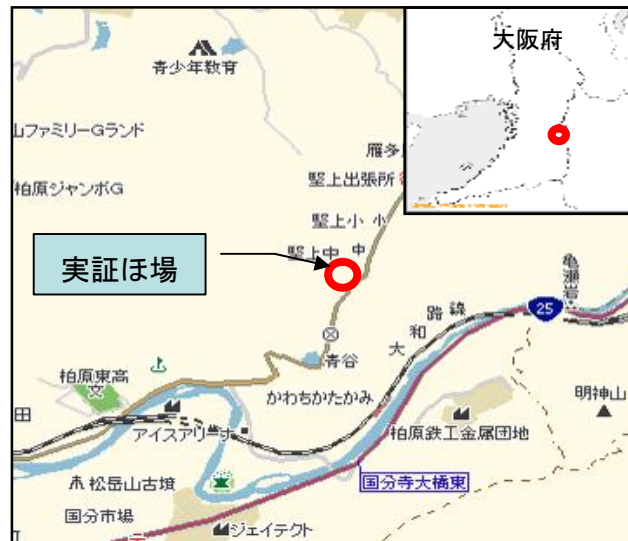 大阪府
青少年教育
山ファミリーGランド
雁多
柏原ジャンボG
堅上出張所
堅上小 小
堅上中 中
実証ほ場
亀瀬岩
25
大和路線
青谷
柏原東高
文
かわちかたかみ
明神山
田
アイスアリーナ
柏原鉄工金属団地
松岳山古墳
国分寺大橋東
国分市場
ジェイテクト